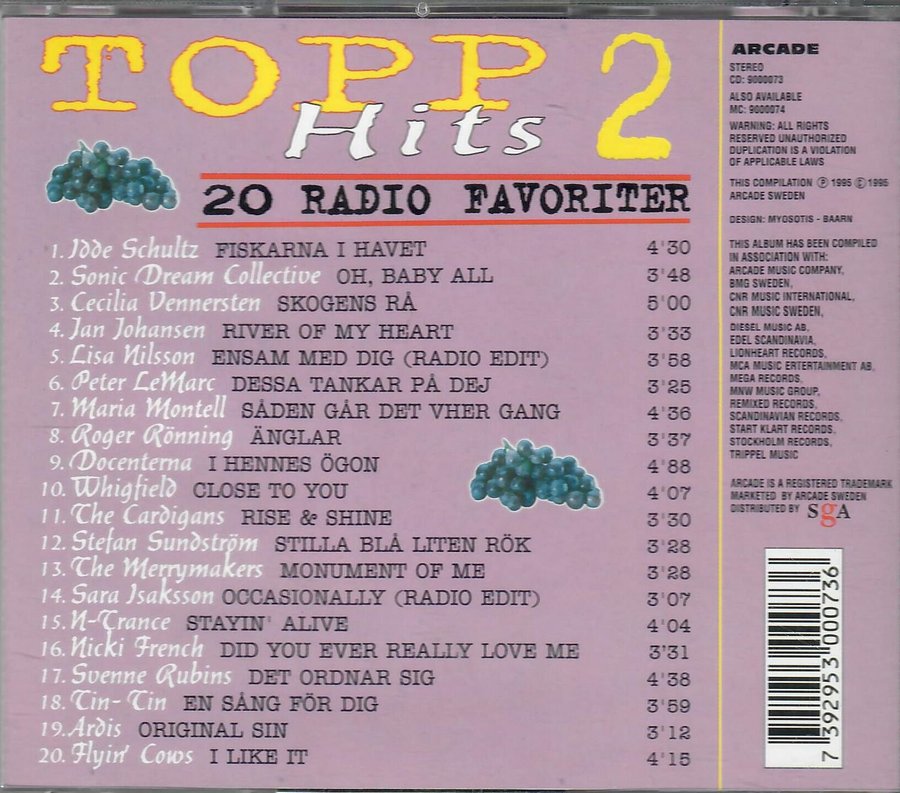 TOPP 2
Hits
20 RADIO FAVORITER
1. Idde Schultz FISKARNA I HAVET 4'30
2. Sonic Dream Collective OH, BABY ALL 3'48
3. Cecilia Vennersten SKOGENS RÅ 5'00
4. Jan Johansen RIVER OF MY HEART 3'33
5. Lisa Nilsson ENSAM MED DIG (RADIO EDIT) 3'58
6. Peter LeMarc DESSA TANKAR PÅ DEJ 3'25
7. Maria Montell SÅDEN GÅR DET VHER GANG 4'36
8. Roger Rönning ÄNGLAR 3'37
9. Docenterna I HENNES ÖGON 4'88
10. Whigfield CLOSE TO YOU 4'07
11. The Cardigans RISE & SHINE 3'30
12. Stefan Sundström STILLA BLÅ LITEN RÖK 3'28
13. The Merrymakers MONUMENT OF ME 3'28
14. Sara Isaksson OCCASIONALLY (RADIO EDIT) 3'07
15. N-Trance STAYIN' ALIVE 4'04
16. Nicki French DID YOU EVER REALLY LOVE ME 3'31
17. Svenne Rubins DET ORDNAR SIG 4'38
18. Tin-Tin EN SÅNG FÖR DIG 3'59
19. Ardis ORIGINAL SIN 3'12
20. Flyin' Cows I LIKE IT 4'15
ARCADE
STEREO
CD: 9000073
ALSO AVAILABLE
MC: 9000074
WARNING: ALL RIGHTS
RESERVED UNAUTHORIZED
DUPLICATION IS A VIOLATION
OF APPLICABLE LAWS
THIS COMPILATION Ⓟ 1995 Ⓒ 1995
ARCADE SWEDEN
DESIGN: MYOSOTIS - BAARN
THIS ALBUM HAS BEEN COMPILED
IN ASSOCIATION WITH:
ARCADE MUSIC COMPANY,
BMG SWEDEN,
CNR MUSIC INTERNATIONAL,
CNR MUSIC SWEDEN,
DIESEL MUSIC AB,
EDEL SCANDINAVIA,
LIONHEART RECORDS,
MCA MUSIC ENTERTAINMENT AB,
MEGA RECORDS,
MNW MUSIC GROUP,
REMIXED RECORDS,
SCANDINAVIAN RECORDS,
START KLART RECORDS,
STOCKHOLM RECORDS,
TRIPPEL MUSIC
ARCADE IS A REGISTERED TRADEMARK
MARKETED BY ARCADE SWEDEN
DISTRIBUTED BY SgA
7 392953 000736